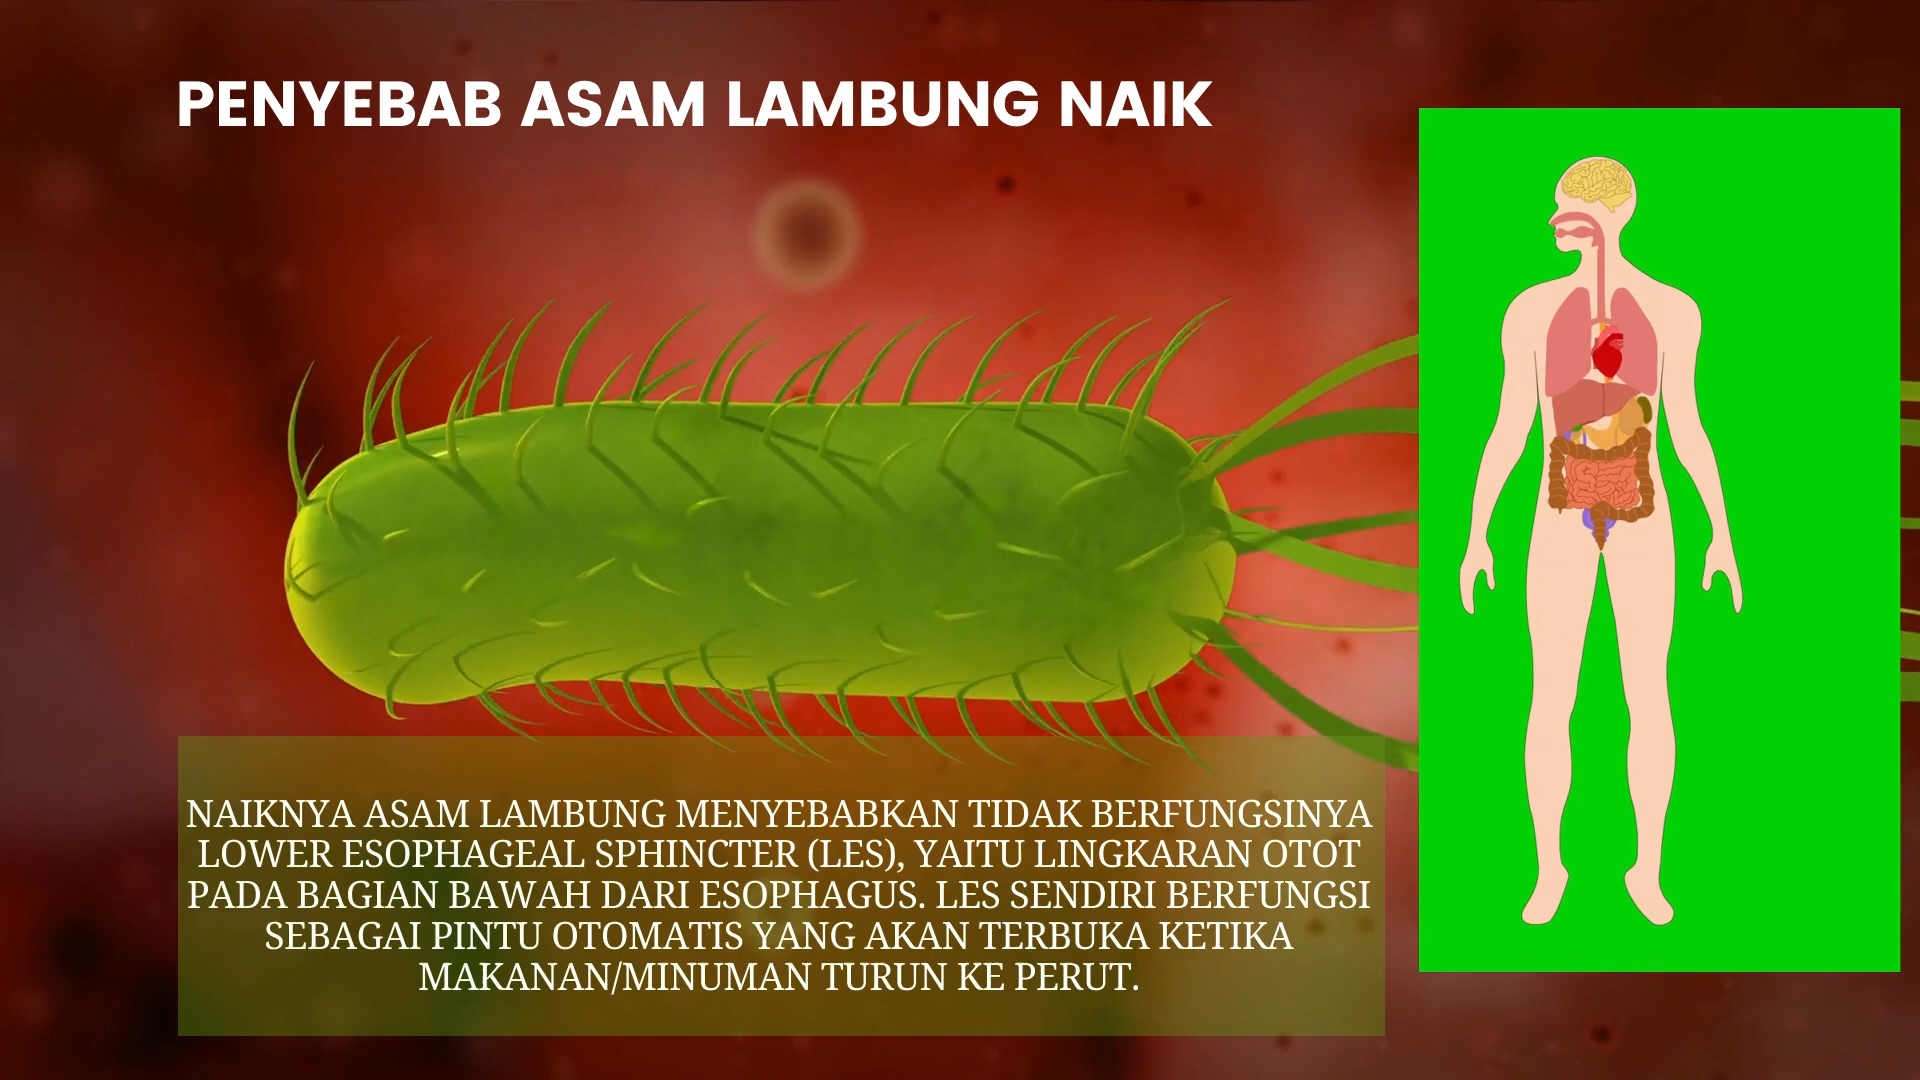 PENYEBAB ASAM LAMBUNG NAIK
NAIKNYA ASAM LAMBUNG MENYEBABKAN TIDAK BERFUNGSINYA
LOWER ESOPHAGEAL SPHINCTER (LES), YAITU LINGKARAN OTOT
PADA BAGIAN BAWAH DARI ESOPHAGUS. LES SENDIRI BERFUNGSI
SEBAGAI PINTU OTOMATIS YANG AKAN TERBUKA KETIKA
MAKANAN/MINUMAN TURUN KE PERUT.